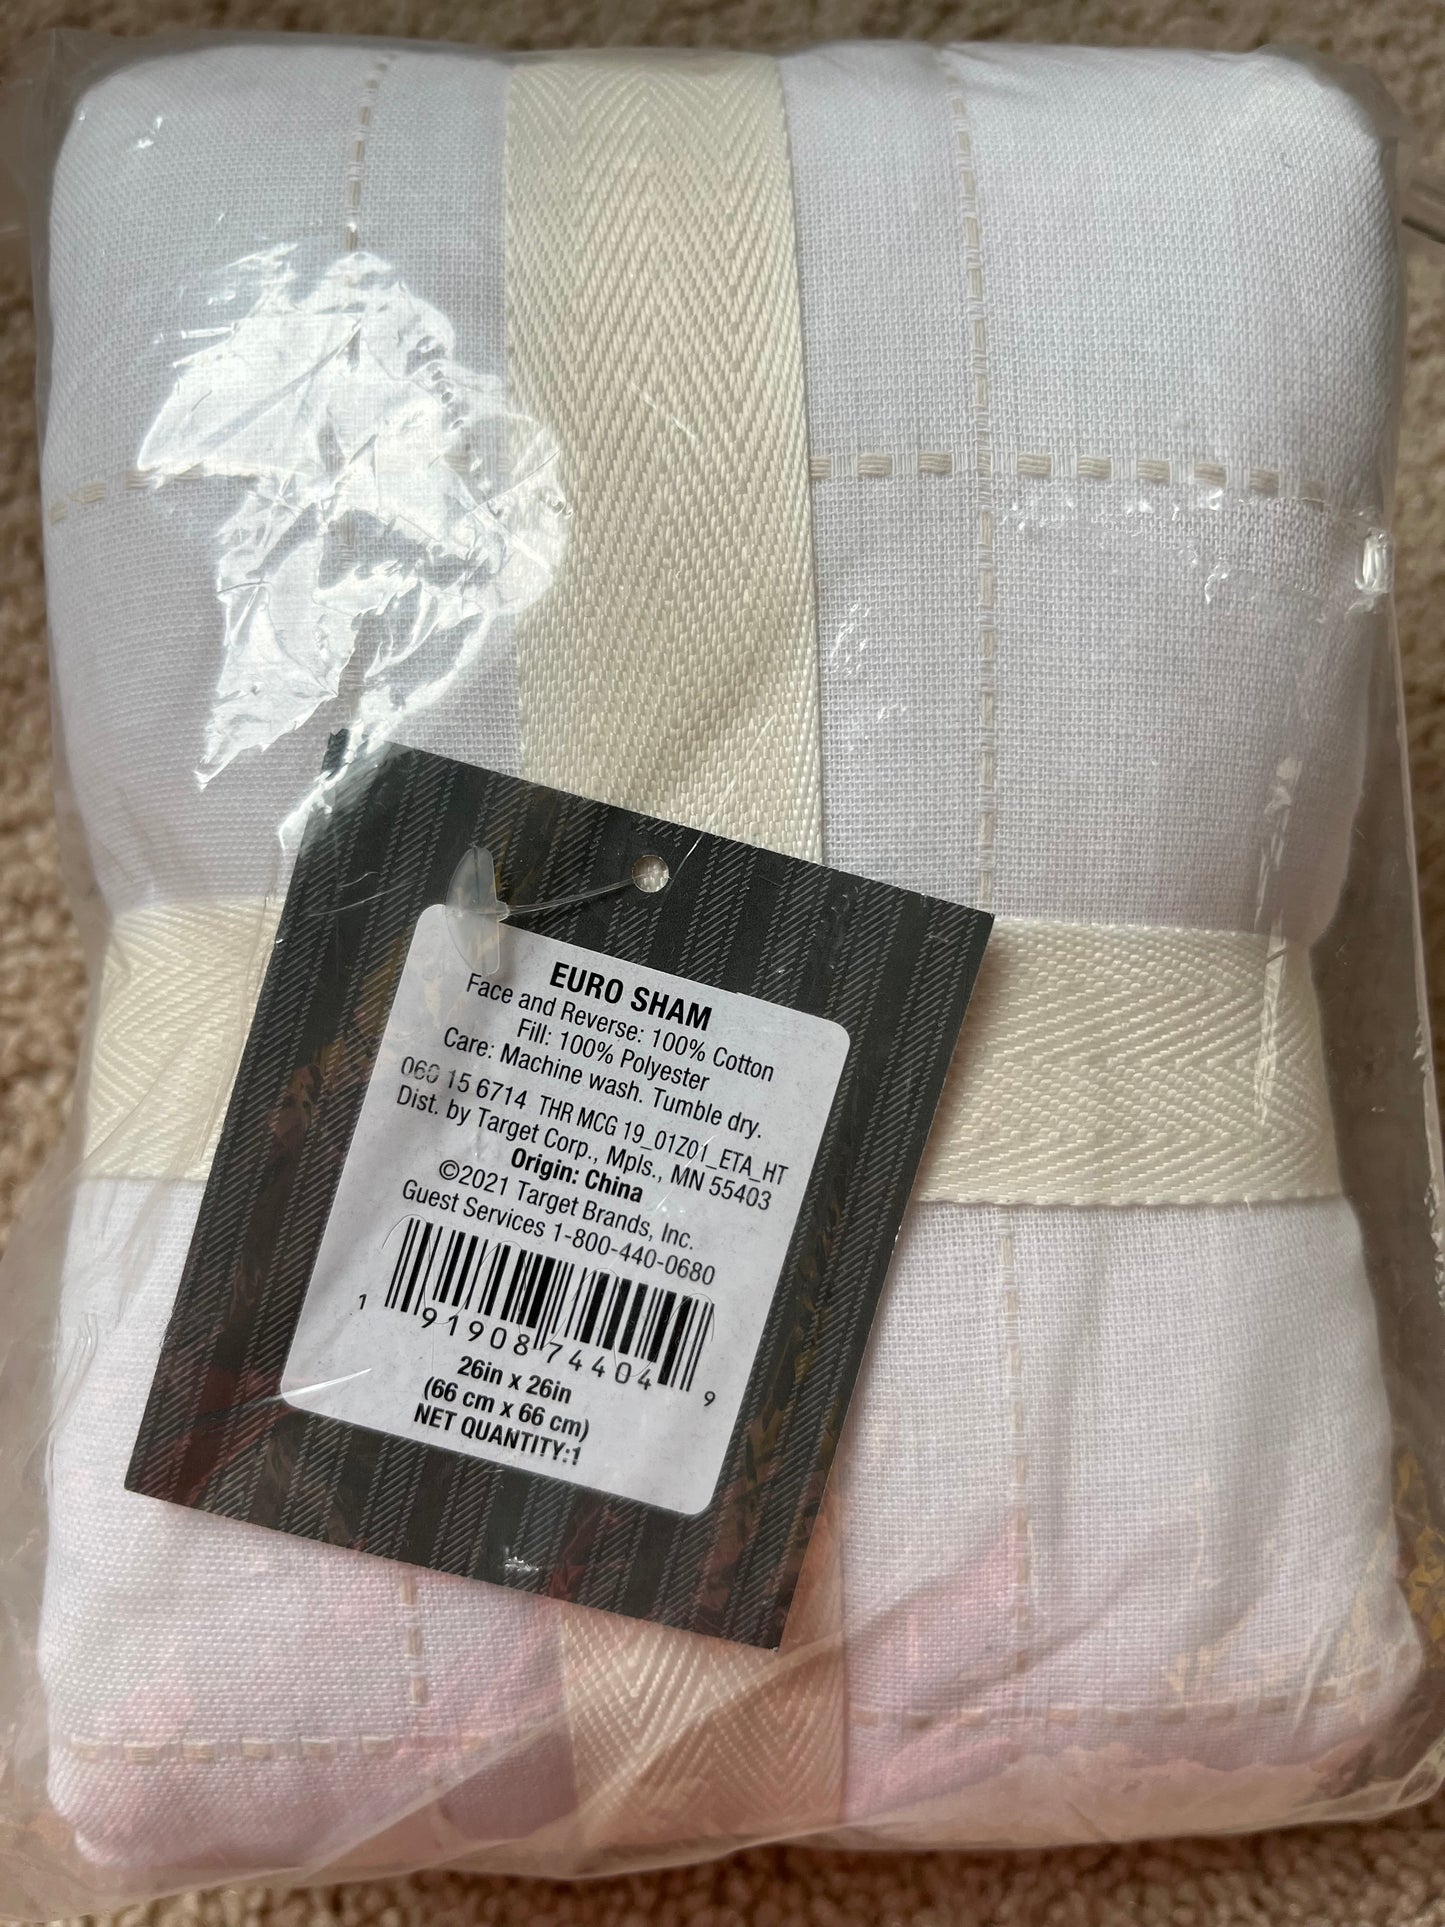 EURO SHAM
Face and Reverse: 100% Cotton
Fill: 100% Polyester
Care: Machine wash. Tumble dry.
060 15 6714 THR MCG 19_01Z01_ETA_HT
Dist. by Target Corp., Mpls., MN 55403
Origin: China
©2021 Target Brands, Inc.
Guest Services 1-800-440-0680
1 91908 74404 9
26in x 26in
(66 cm x 66 cm)
NET QUANTITY:1